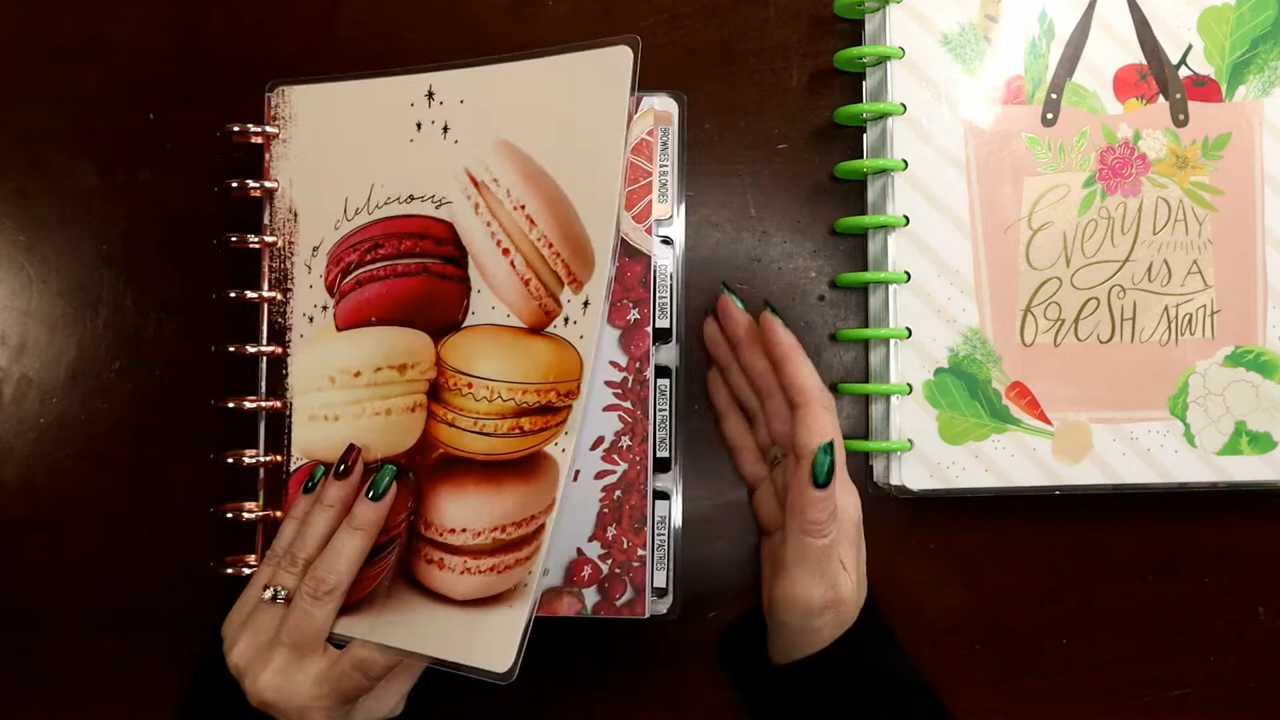 so delicious
BROWNIES & BLONDIES
COOKIES & BARS
CAKES & FROSTINGS
PIES & PASTRIES
EVERY DAY
is A
fresh start